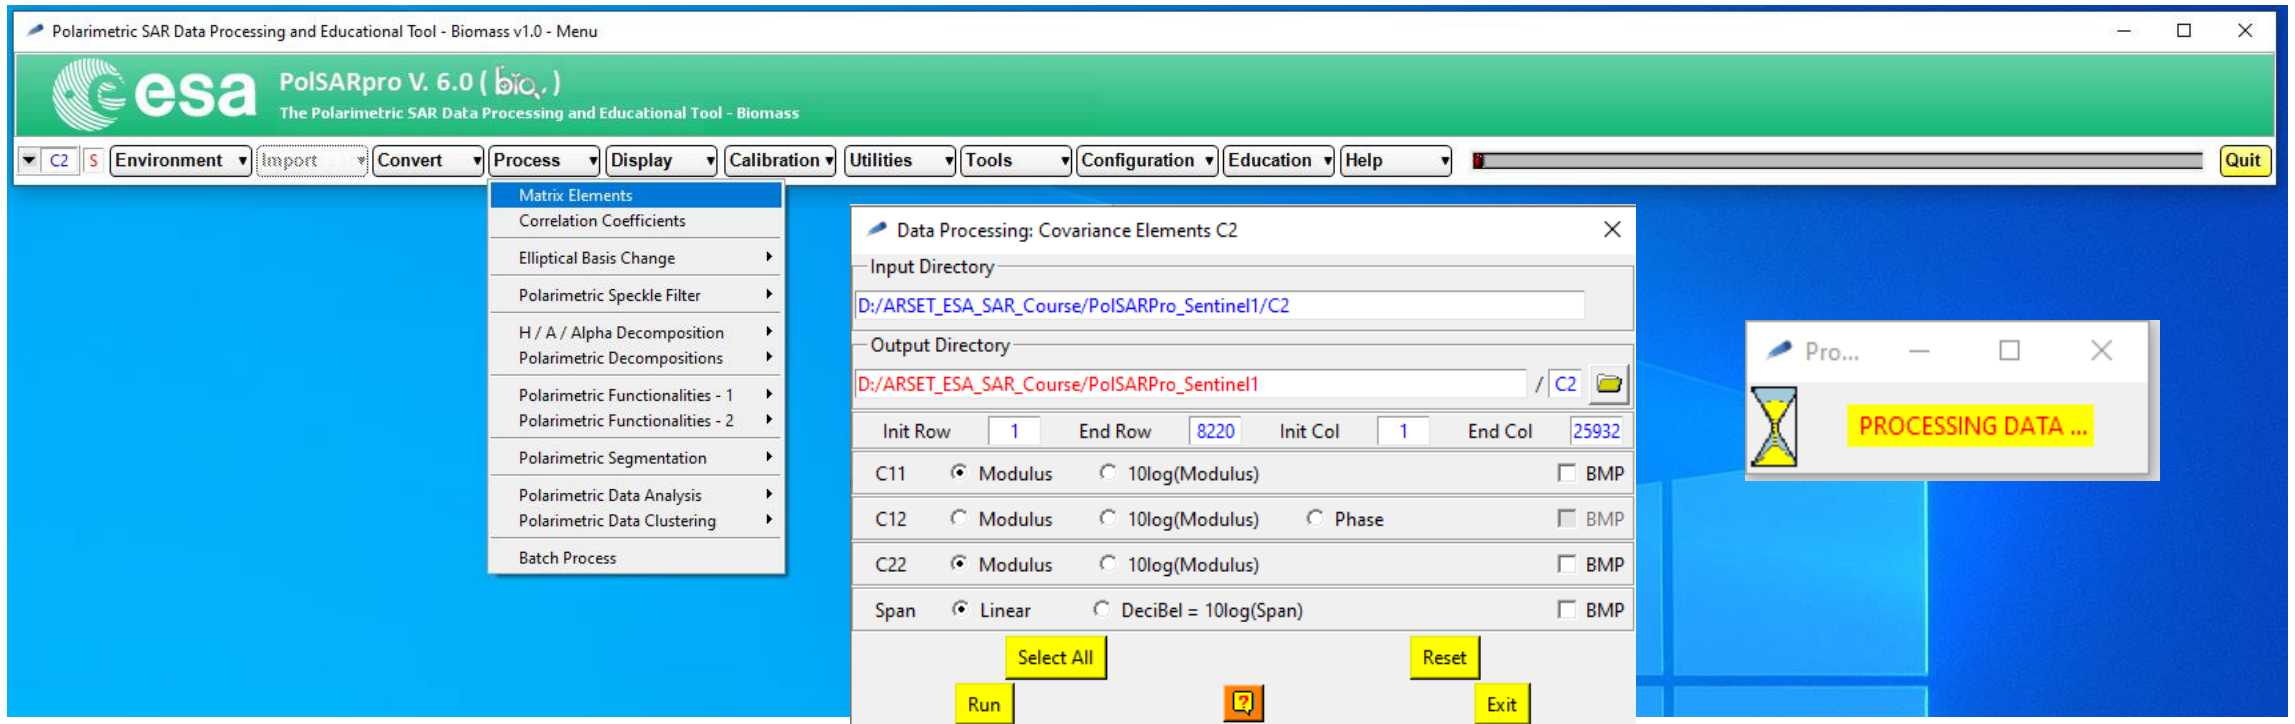 Polarimetric SAR Data Processing and Educational Tool - Biomass v1.0 - Menu
esa
PolSARpro V. 6.0 ( bio. )
The Polarimetric SAR Data Processing and Educational Tool - Biomass
C2 S Environment Import Convert Process Display Calibration Utilities Tools Configuration Education Help Quit
Matrix Elements
Correlation Coefficients
Elliptical Basis Change
Polarimetric Speckle Filter
H / A / Alpha Decomposition
Polarimetric Decompositions
Polarimetric Functionalities - 1
Polarimetric Functionalities - 2
Polarimetric Segmentation
Polarimetric Data Analysis
Polarimetric Data Clustering
Batch Process
Data Processing: Covariance Elements C2
Input Directory
D:/ARSET_ESA_SAR_Course/PolSARPro_Sentinel1/C2
Output Directory
D:/ARSET_ESA_SAR_Course/PolSARPro_Sentinel1 / C2
Init Row 1 End Row 8220 Init Col 1 End Col 25932
C11 Modulus 10log(Modulus) BMP
C12 Modulus 10log(Modulus) Phase BMP
C22 Modulus 10log(Modulus) BMP
Span Linear DeciBel = 10log(Span) BMP
Select All Reset
Run ? Exit
Pro...
PROCESSING DATA ...